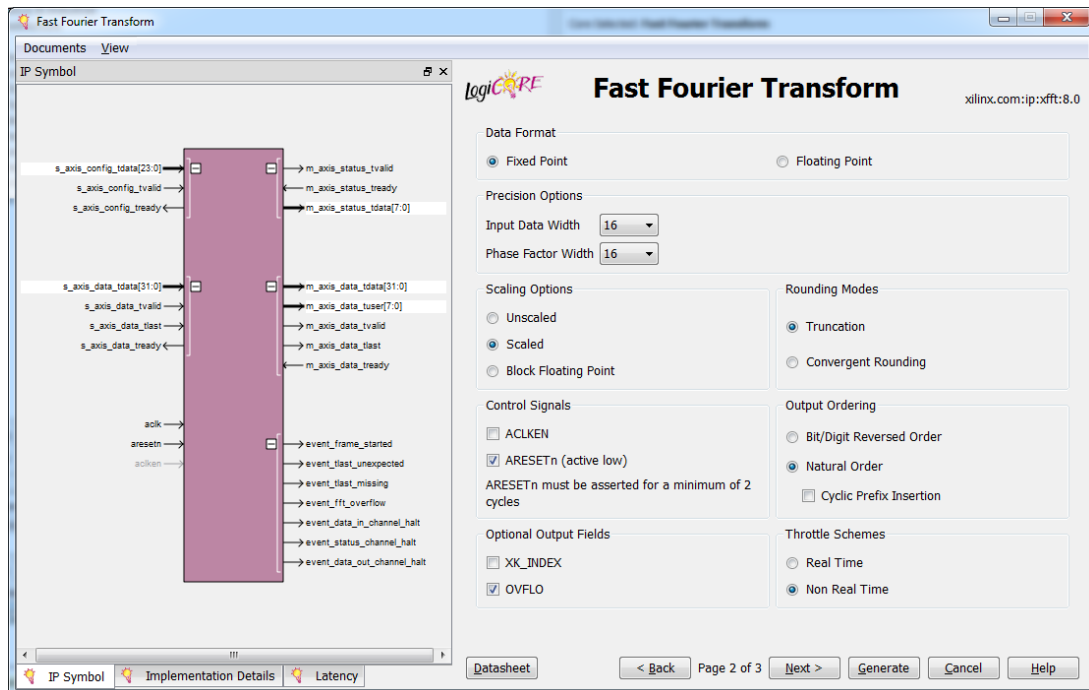 Fast Fourier Transform
Core Selected: Fast Fourier Transform
Documents View
IP Symbol
s_axis_config_tdata[23:0]
s_axis_config_tvalid
s_axis_config_tready
m_axis_status_tvalid
m_axis_status_tready
m_axis_status_tdata[7:0]
s_axis_data_tdata[31:0]
s_axis_data_tvalid
s_axis_data_tlast
s_axis_data_tready
m_axis_data_tdata[31:0]
m_axis_data_tuser[7:0]
m_axis_data_tvalid
m_axis_data_tlast
m_axis_data_tready
aclk
aresetn
aclken
event_frame_started
event_tlast_unexpected
event_tlast_missing
event_fft_overflow
event_data_in_channel_halt
event_status_channel_halt
event_data_out_channel_halt
IP Symbol Implementation Details Latency
LogiCORE
Fast Fourier Transform
xilinx.com:ip:xfft:8.0
Data Format
Fixed Point Floating Point
Precision Options
Input Data Width 16
Phase Factor Width 16
Scaling Options
Unscaled
Scaled
Block Floating Point
Rounding Modes
Truncation
Convergent Rounding
Control Signals
ACLKEN
ARESETn (active low)
ARESETn must be asserted for a minimum of 2
cycles
Output Ordering
Bit/Digit Reversed Order
Natural Order
Cyclic Prefix Insertion
Optional Output Fields
XK_INDEX
OVFLO
Throttle Schemes
Real Time
Non Real Time
Datasheet < Back Page 2 of 3 Next > Generate Cancel Help